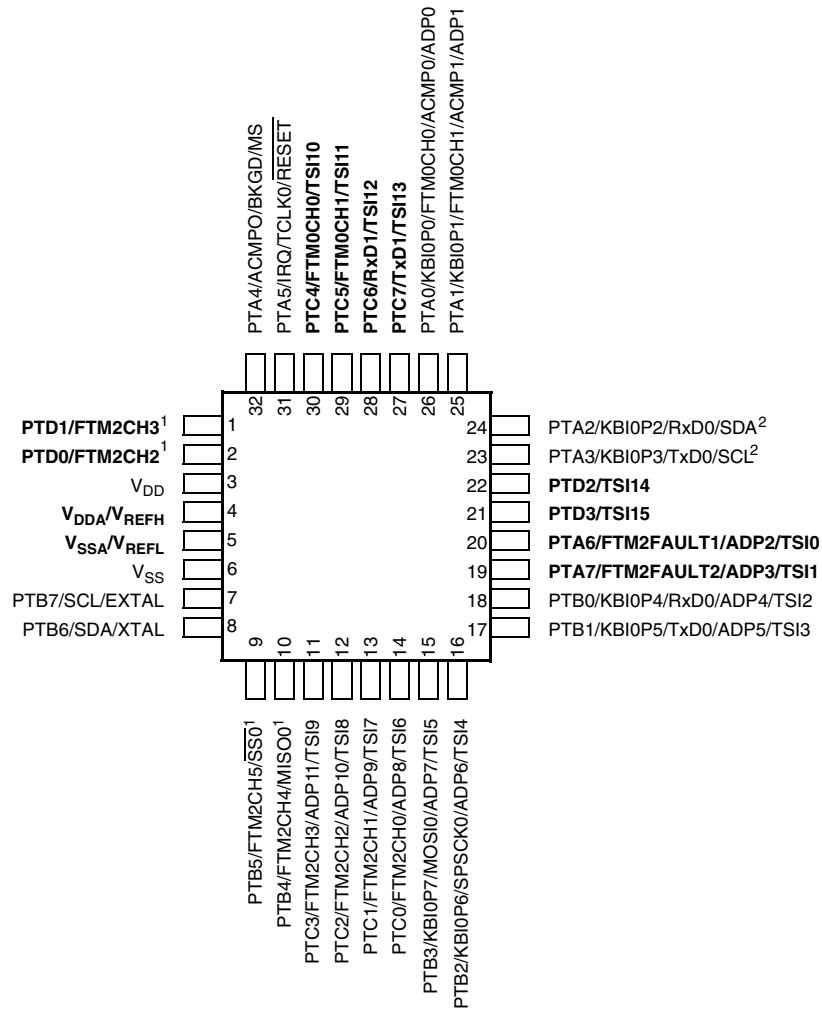 PTA4/ACMPO/BKGD/MS
PTA5/IRQ/TCLK0/RESET
PTC4/FTM0CH0/TSI10
PTC5/FTM0CH1/TSI11
PTC6/RxD1/TSI12
PTC7/TxD1/TSI13
PTA0/KBI0P0/FTM0CH0/ACMP0/ADP0
PTA1/KBI0P1/FTM0CH1/ACMP1/ADP1
32 31 30 29 28 27 26 25
PTD1/FTM2CH3¹ 1
PTD0/FTM2CH2¹ 2
VDD 3
VDDA/VREFH 4
VSSA/VREFL 5
VSS 6
PTB7/SCL/EXTAL 7
PTB6/SDA/XTAL 8
24 PTA2/KBI0P2/RxD0/SDA²
23 PTA3/KBI0P3/TxD0/SCL²
22 PTD2/TSI14
21 PTD3/TSI15
20 PTA6/FTM2FAULT1/ADP2/TSI0
19 PTA7/FTM2FAULT2/ADP3/TSI1
18 PTB0/KBI0P4/RxD0/ADP4/TSI2
17 PTB1/KBI0P5/TxD0/ADP5/TSI3
9 10 11 12 13 14 15 16
PTB5/FTM2CH5/SS0¹
PTB4/FTM2CH4/MISO0¹
PTC3/FTM2CH3/ADP11/TSI9
PTC2/FTM2CH2/ADP10/TSI8
PTC1/FTM2CH1/ADP9/TSI7
PTC0/FTM2CH0/ADP8/TSI6
PTB3/KBI0P7/MOSI0/ADP7/TSI5
PTB2/KBI0P6/SPSCK0/ADP6/TSI4